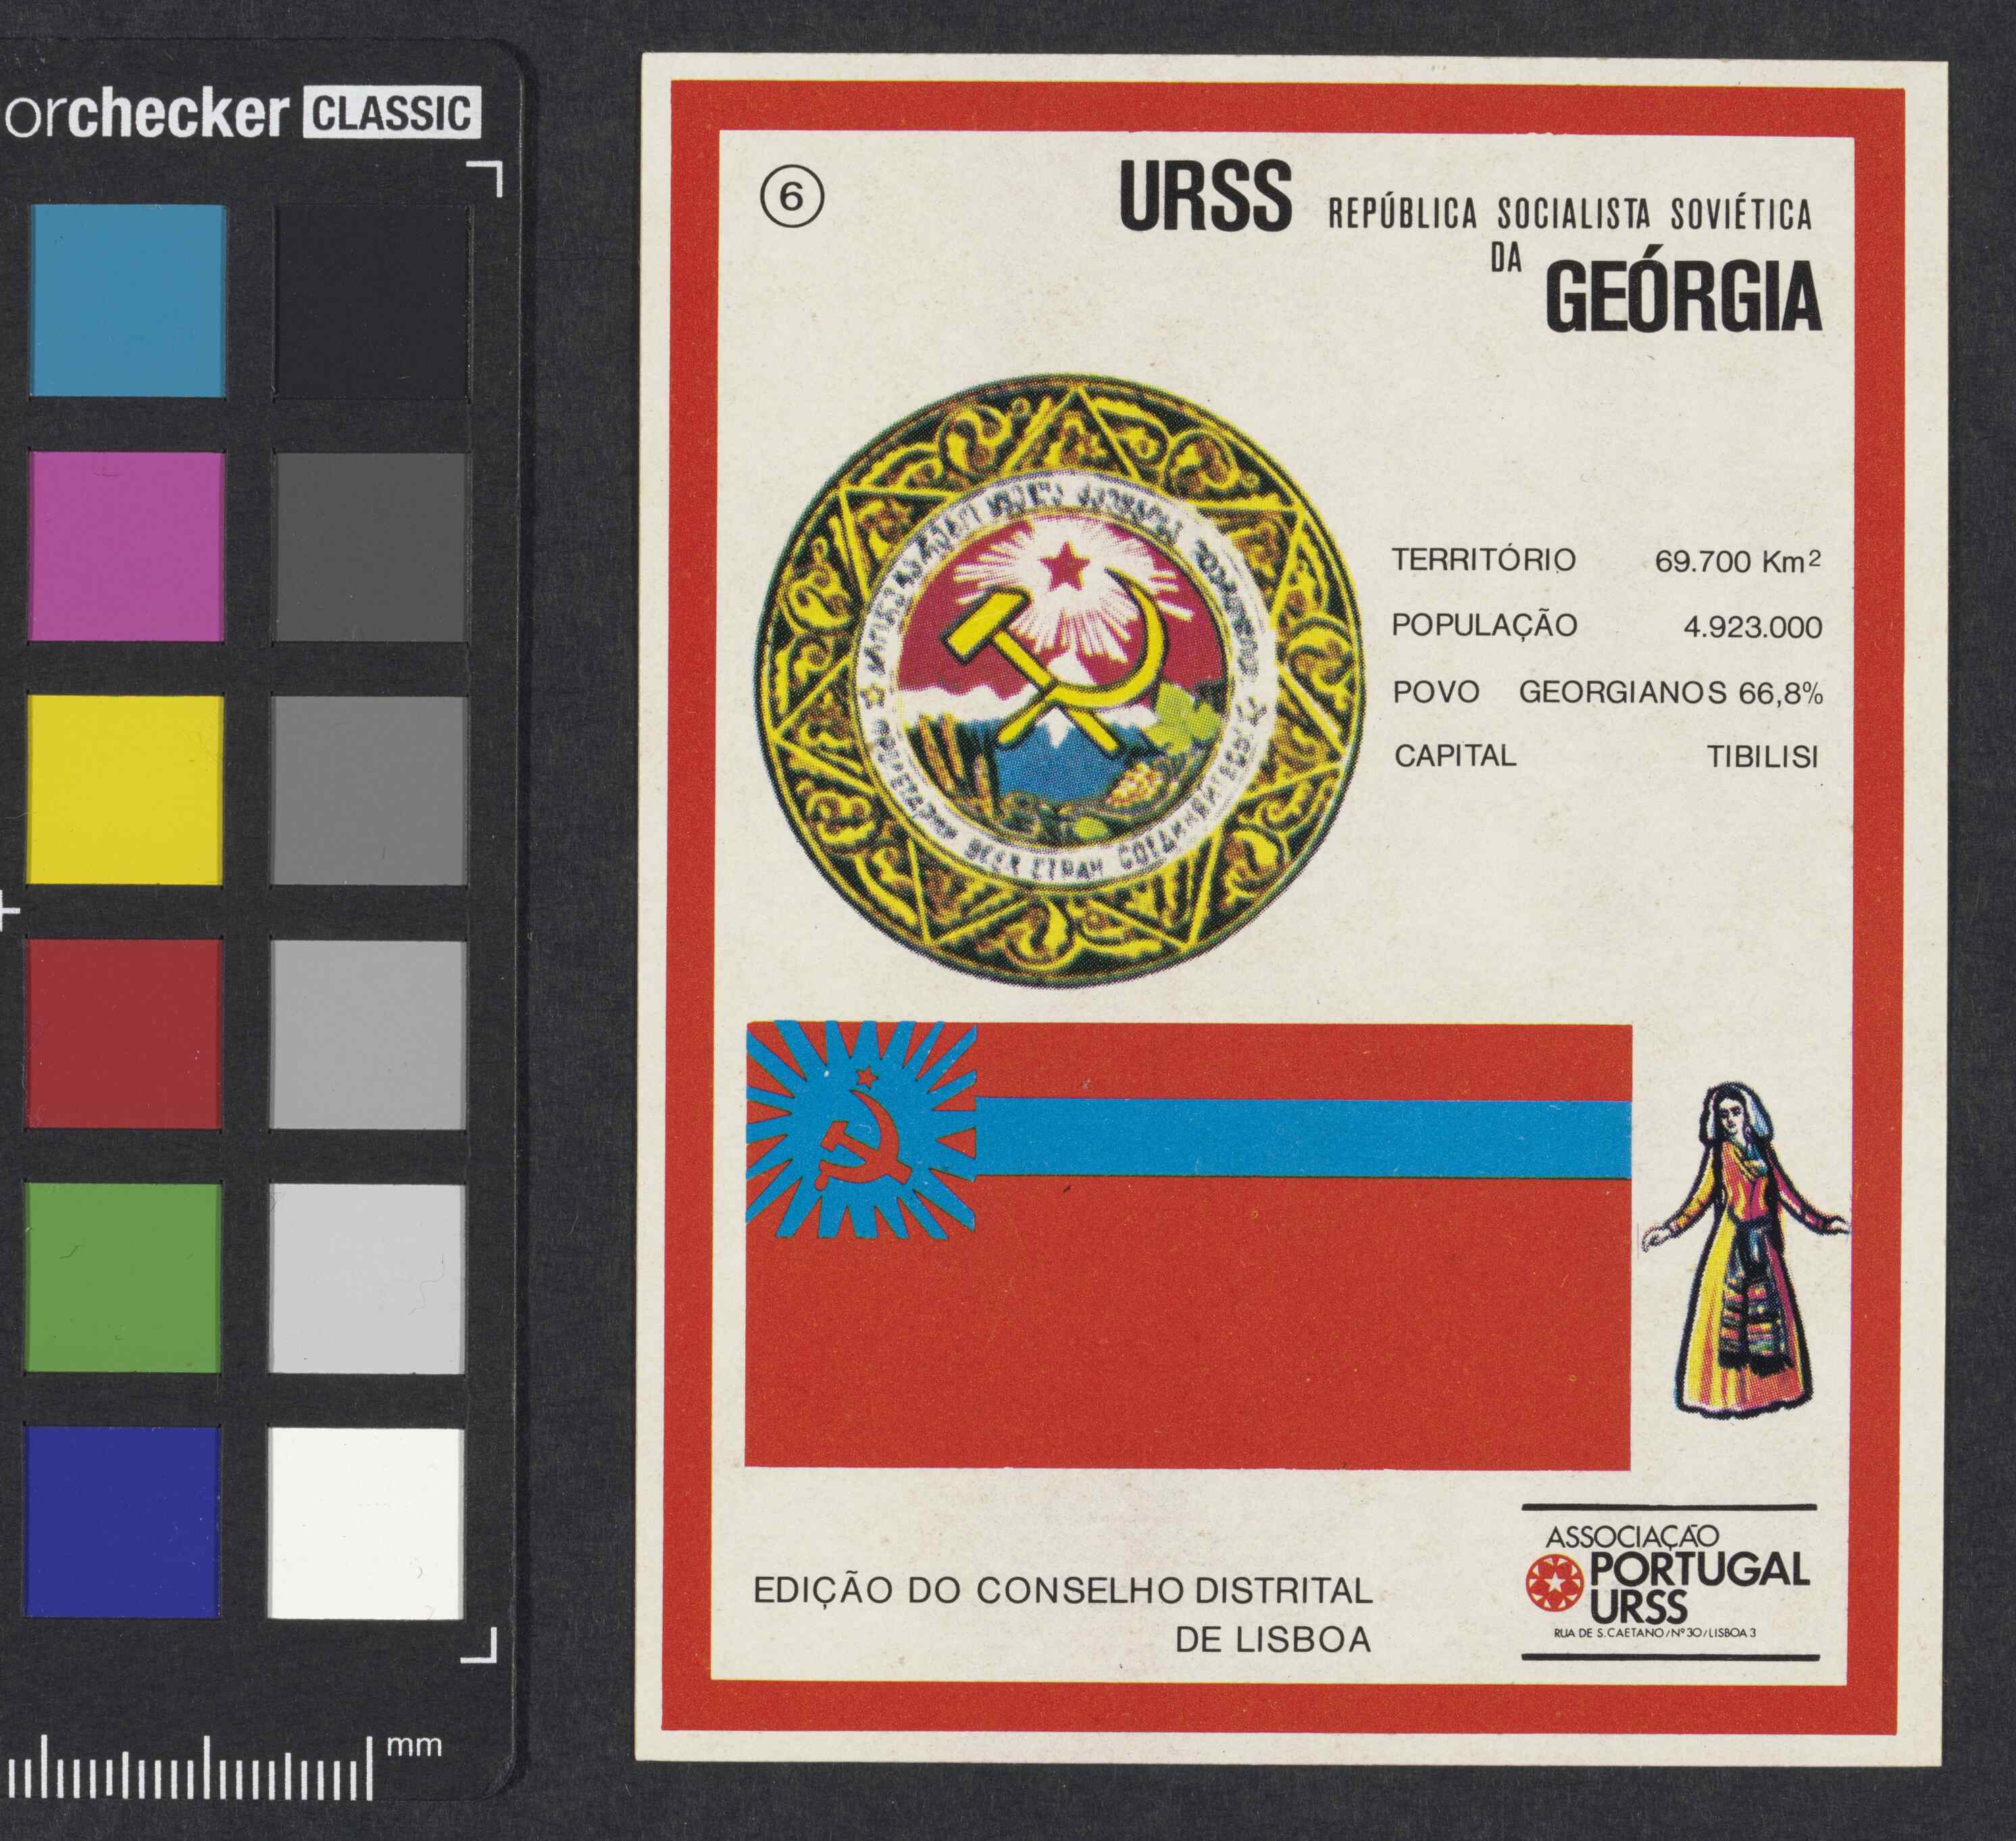 orchecker CLASSIC
6
URSS REPÚBLICA SOCIALISTA SOVIÉTICA
DA
GEÓRGIA
TERRITÓRIO 69.700 Km²
POPULAÇÃO 4.923.000
POVO GEORGIANOS 66,8%
CAPITAL TIBILISI
ВСЕХ СТРАН
EDIÇÃO DO CONSELHO DISTRITAL
DE LISBOA
ASSOCIAÇÃO
PORTUGAL
URSS
RUA DE S.CAETANO/Nº30/LISBOA 3
mm